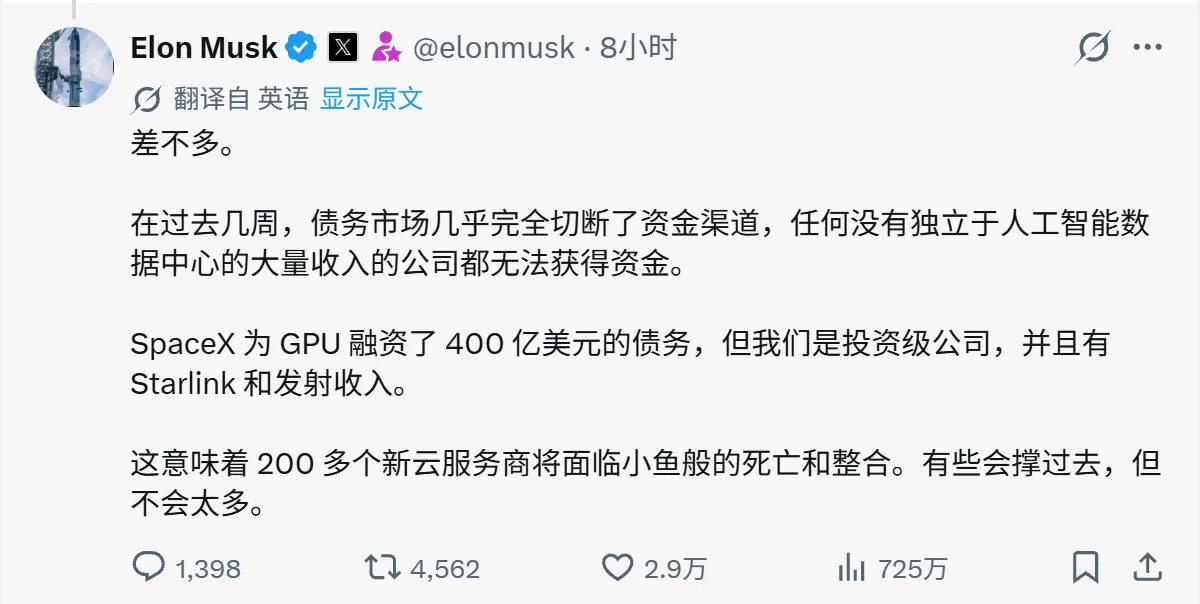 Elon Musk @elonmusk · 8小时
翻译自 英语 显示原文
差不多。
在过去几周，债务市场几乎完全切断了资金渠道，任何没有独立于人工智能数
据中心的大量收入的公司都无法获得资金。
SpaceX 为 GPU 融资了 400 亿美元的债务，但我们是投资级公司，并且有
Starlink 和发射收入。
这意味着 200 多个新云服务商将面临小鱼般的死亡和整合。有些会撑过去，但
不会太多。
1,398 4,562 2.9万 725万